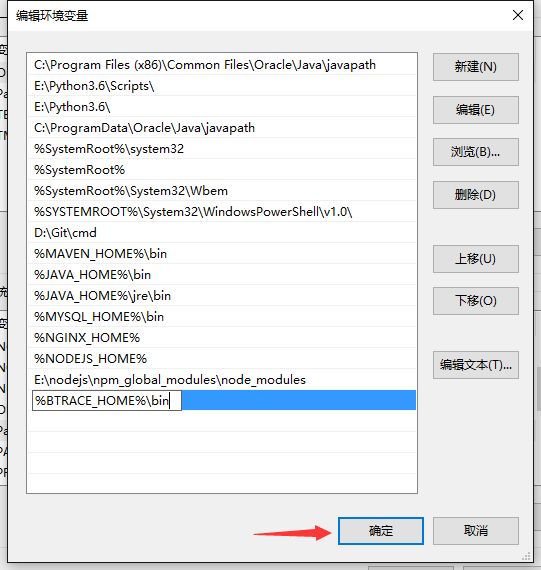 编辑环境变量
C:\Program Files (x86)\Common Files\Oracle\Java\javapath
E:\Python3.6\Scripts\
E:\Python3.6\
C:\ProgramData\Oracle\Java\javapath
%SystemRoot%\system32
%SystemRoot%
%SystemRoot%\System32\Wbem
%SYSTEMROOT%\System32\WindowsPowerShell\v1.0\
D:\Git\cmd
%MAVEN_HOME%\bin
%JAVA_HOME%\bin
%JAVA_HOME%\jre\bin
%MYSQL_HOME%\bin
%NGINX_HOME%
%NODEJS_HOME%
E:\nodejs\npm_global_modules\node_modules
%BTRACE_HOME%\bin
新建(N)
编辑(E)
浏览(B)...
删除(D)
上移(U)
下移(O)
编辑文本(T)...
确定
取消